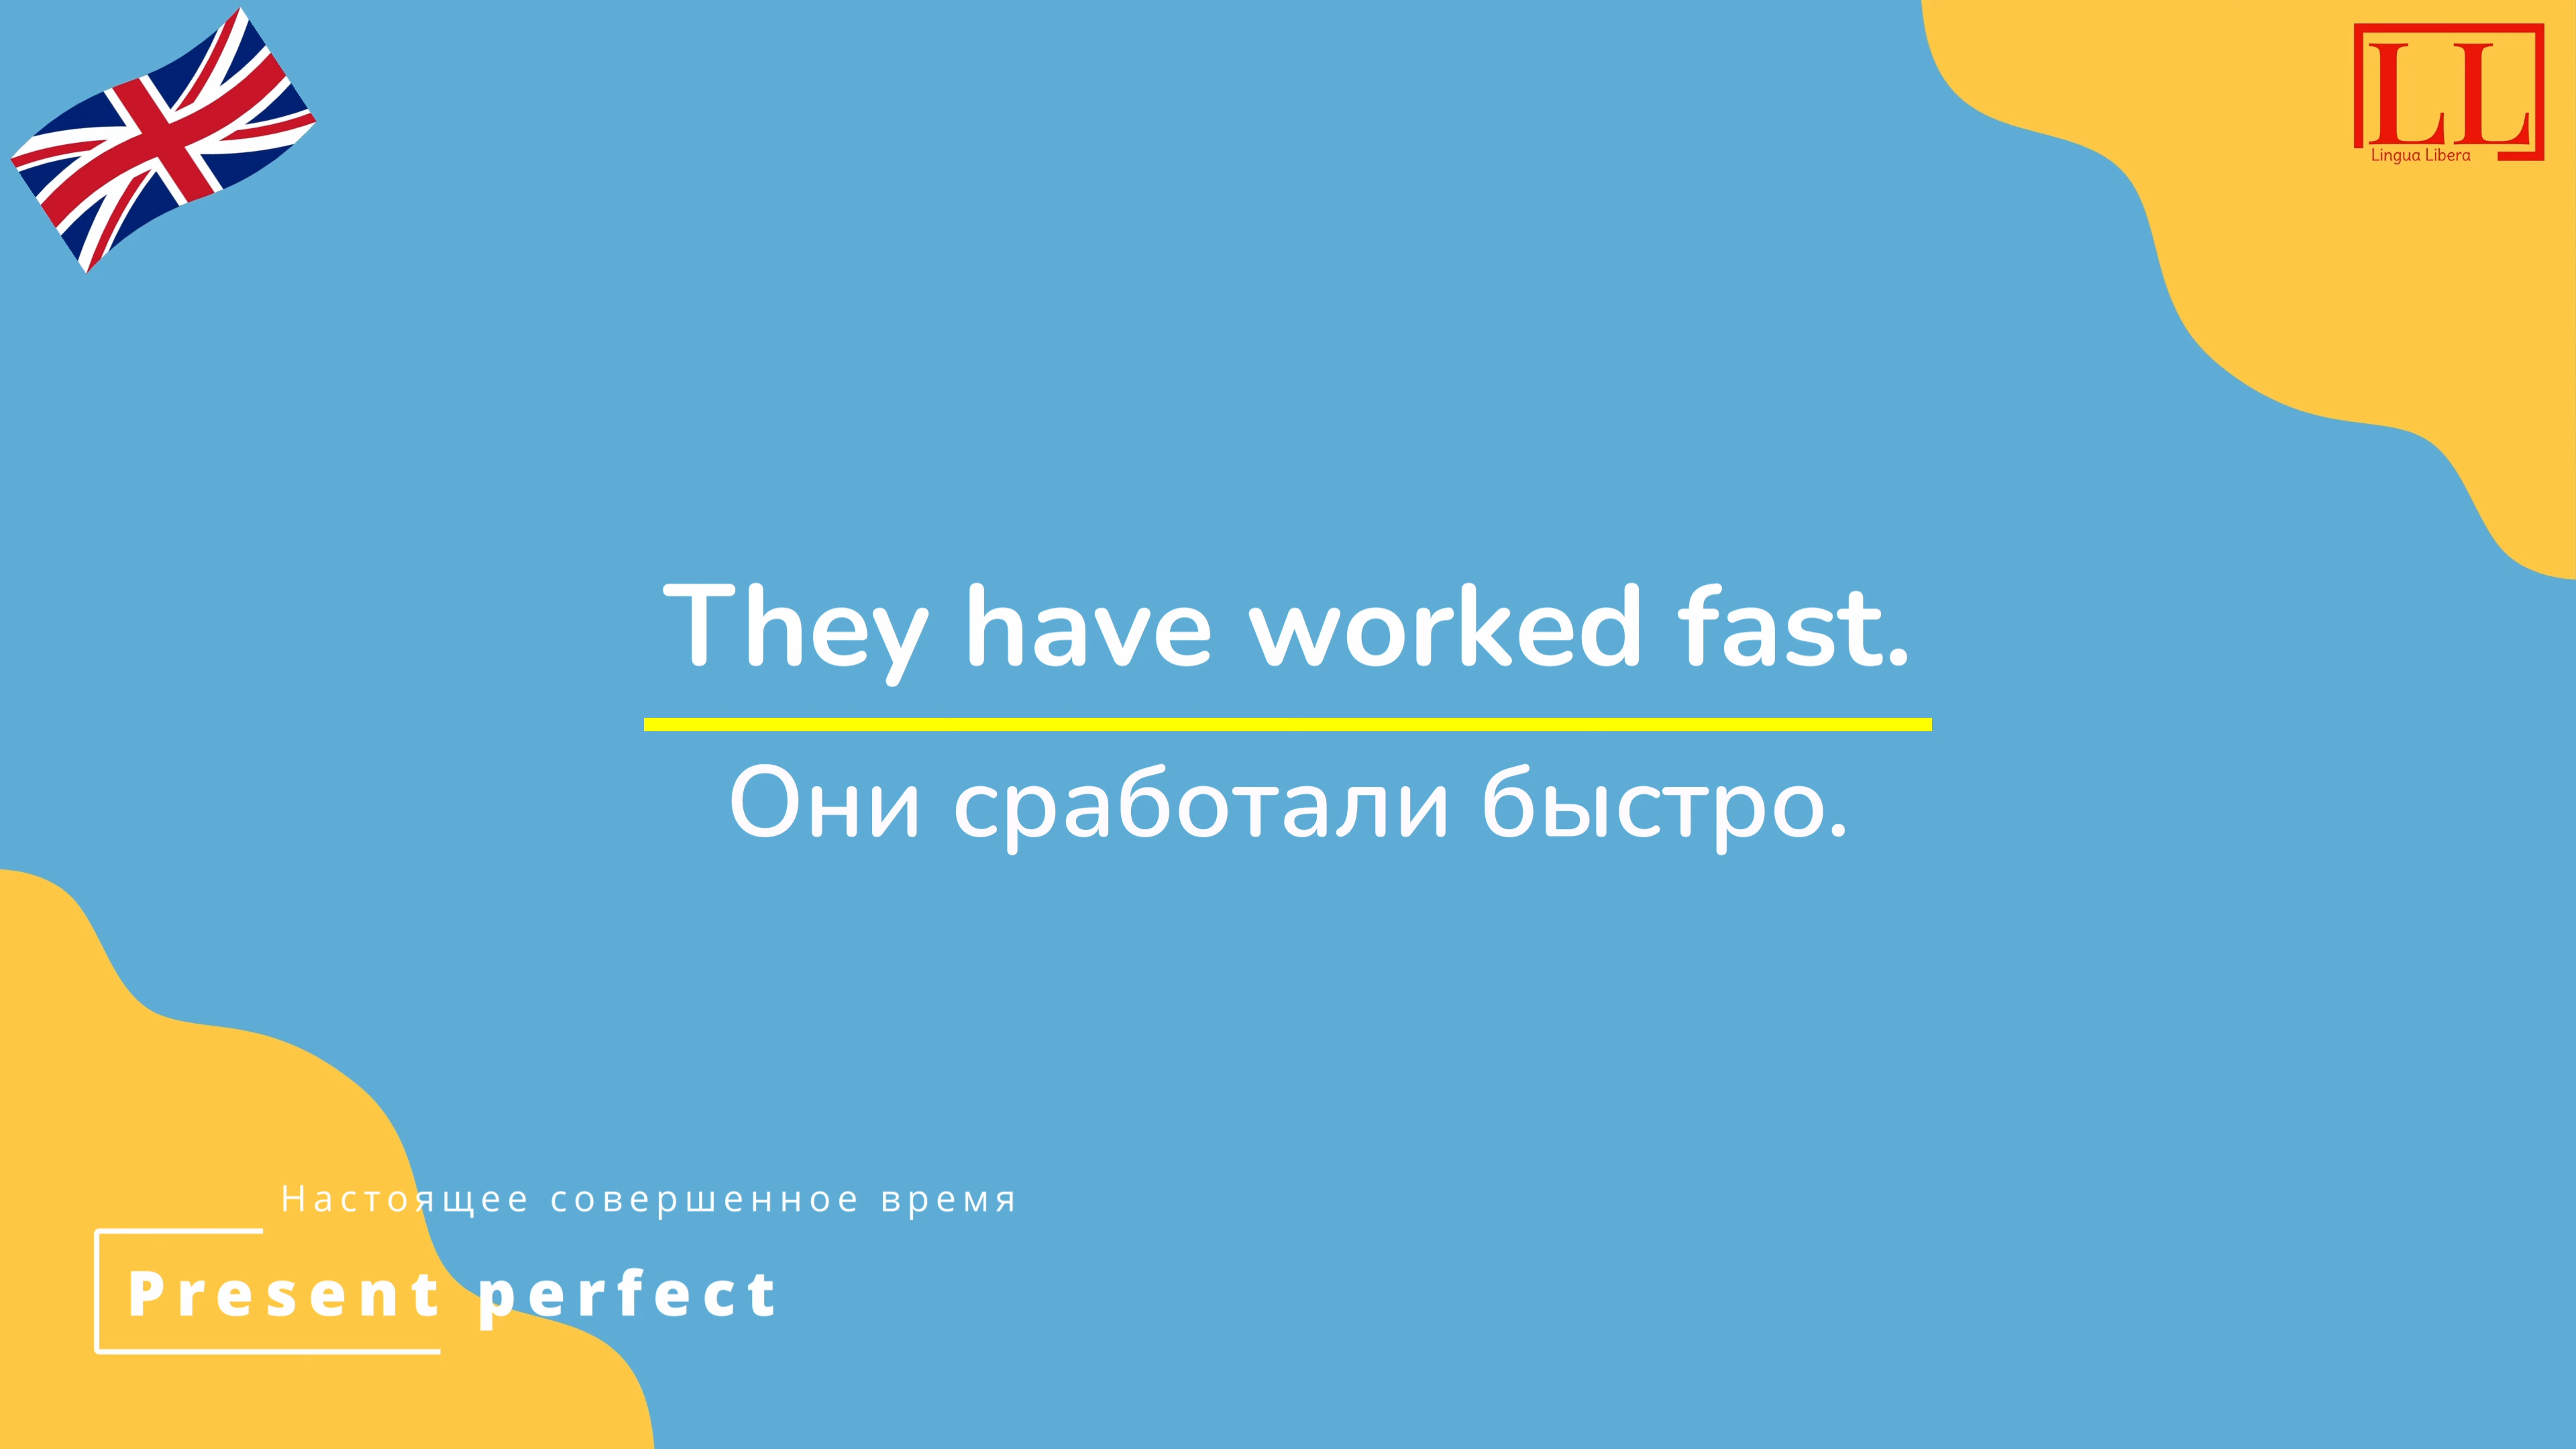 LL
Lingua Libera
They have worked fast.
Они сработали быстро.
Настоящее совершенное время
Present perfect